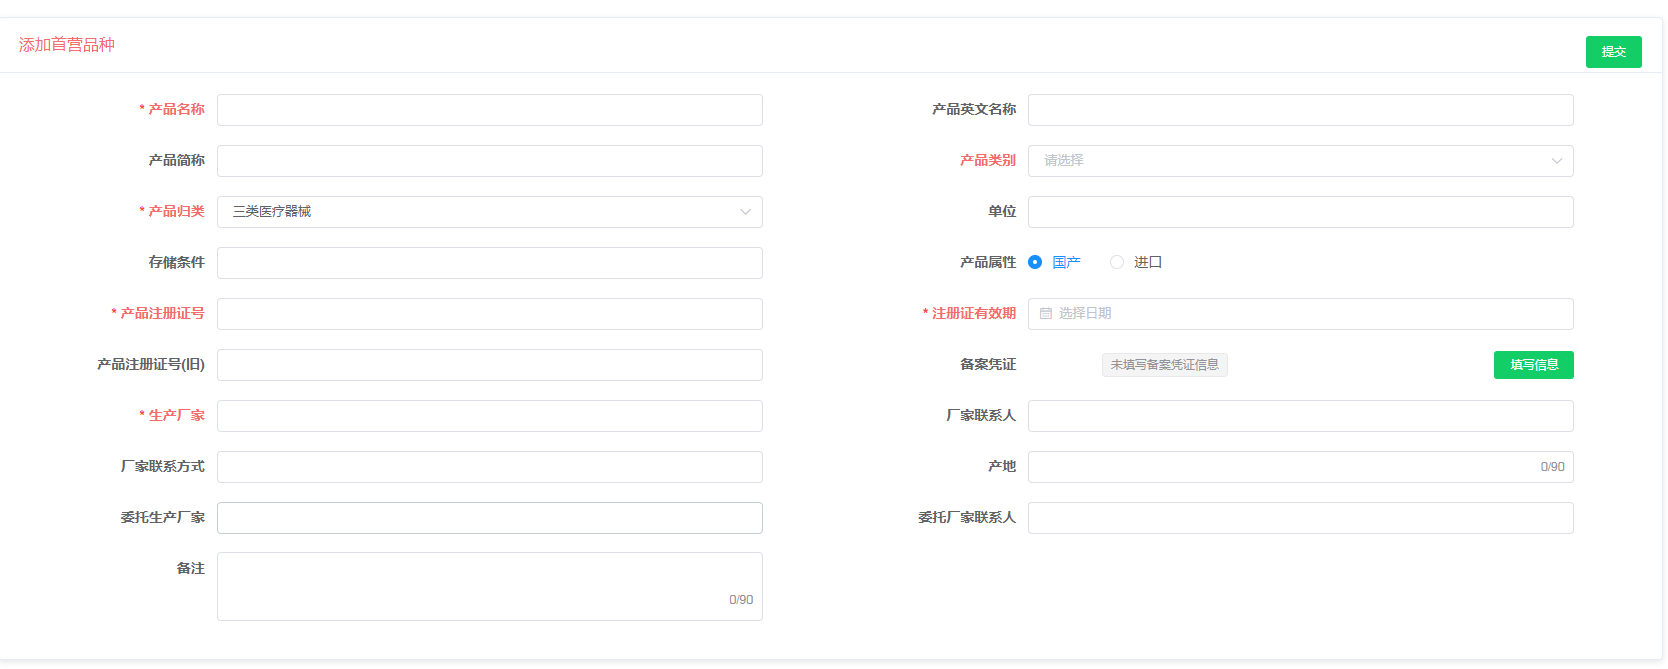 添加首营品种
提交
* 产品名称
产品英文名称
产品简称
产品类别 请选择
* 产品归类 三类医疗器械
单位
存储条件
产品属性 国产 进口
* 产品注册证号
* 注册证有效期 选择日期
产品注册证号(旧)
备案凭证 未填写备案凭证信息 填写信息
* 生产厂家
厂家联系人
厂家联系方式
产地 0/90
委托生产厂家
委托厂家联系人
备注
0/90